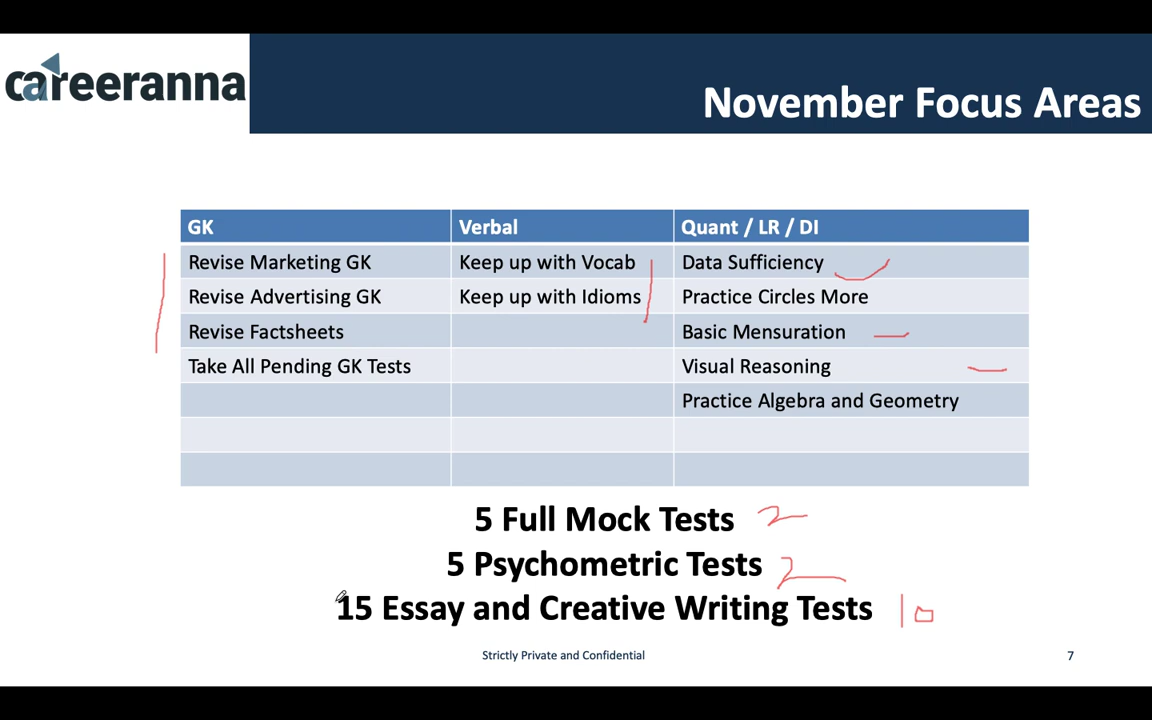 careeranna
November Focus Areas
GK Verbal Quant / LR / DI
Revise Marketing GK Keep up with Vocab Data Sufficiency
Revise Advertising GK Keep up with Idioms Practice Circles More
Revise Factsheets Basic Mensuration
Take All Pending GK Tests Visual Reasoning
Practice Algebra and Geometry
5 Full Mock Tests 2
5 Psychometric Tests 2
15 Essay and Creative Writing Tests 10
Strictly Private and Confidential 7